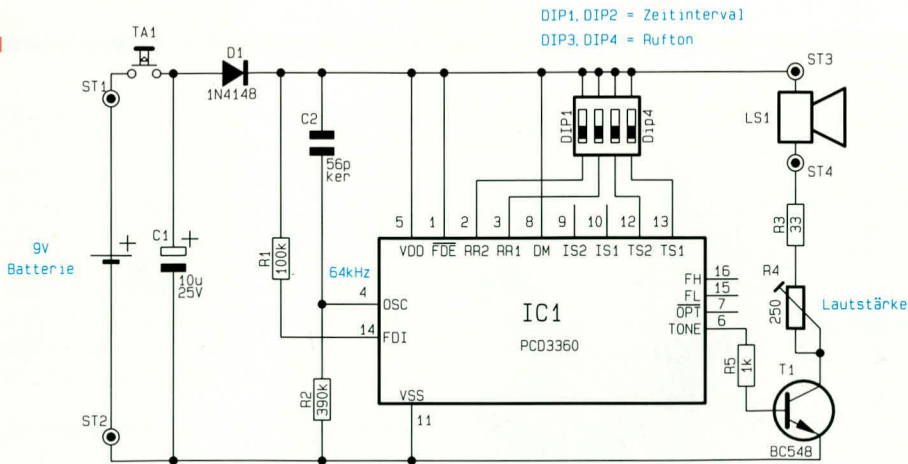 DIP1, DIP2 = Zeitinterval
DIP3, DIP4 = Rufton
TA1
ST1
D1
1N4148
ST3
C2
56p
ker
DIP1
Dip4
LS1
ST4
9V
Batterie
C1
10u
25V
R1
100k
5 1 2 3 8 9 10 12 13
VDD FDE RR2 RR1 DM IS2 IS1 TS2 TS1
R3
33
64kHz
4 OSC
14 FDI
IC1
PCD3360
FH 16
FL 15
OPT 7
TONE 6
R4
250
Lautstärke
R2
390k
VSS
11
R5
1k
T1
BC548
ST2